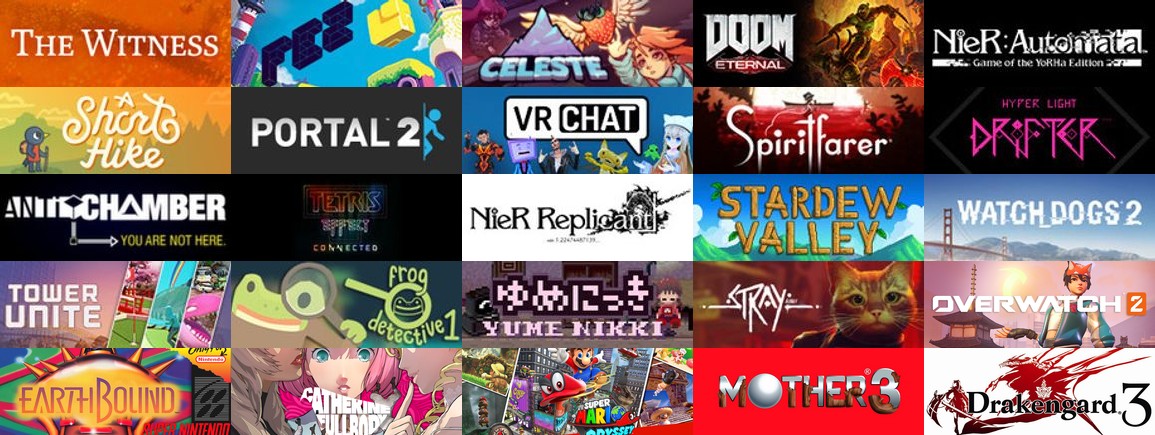 THE WITNESS
FEZ
CELESTE
DOOM
ETERNAL
NieR:Automata
Game of the YoRHa Edition
A
Short
Hike
PORTAL 2
VR CHAT
Spiritfarer
HYPER LIGHT
DRIFTER
ANTICHAMBER
YOU ARE NOT HERE.
TETRIS
EFFECT
CONNECTED
NieR Replicant
ver.1.22474487139...
STARDEW
VALLEY
WATCH DOGS 2
TOWER
UNITE
frog
detective 1
ゆめにっき
YUME NIKKI
STRAY
OVERWATCH 2
EARTHBOUND
Nintendo
SUPER NINTENDO
CATHERINE
FULL BODY
SUPER
MARIO
ODYSSEY
MOTHER 3
Drakengard 3